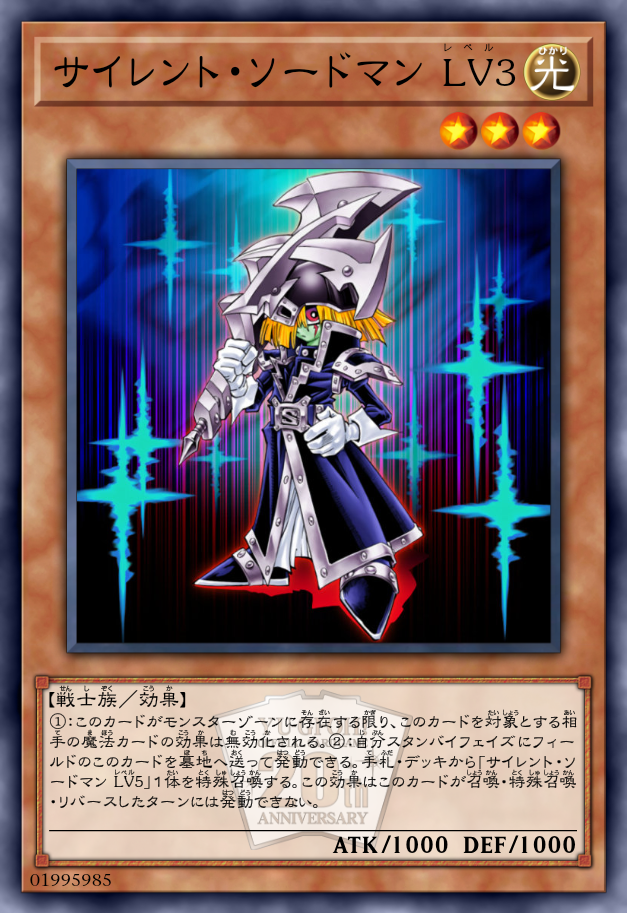 サイレント・ソードマン LV3
光
【戦士族／効果】
①：このカードがモンスターゾーンに存在する限り、このカードを対象とする相
手の魔法カードの効果は無効化される。②：自分スタンバイフェイズにフィー
ルドのこのカードを墓地へ送って発動できる。手札・デッキから「サイレント・ソ
ードマン LV5」1体を特殊召喚する。この効果はこのカードが召喚・特殊召喚
・リバースしたターンには発動できない。
20th
ANNIVERSARY
ATK/1000 DEF/1000
01995985